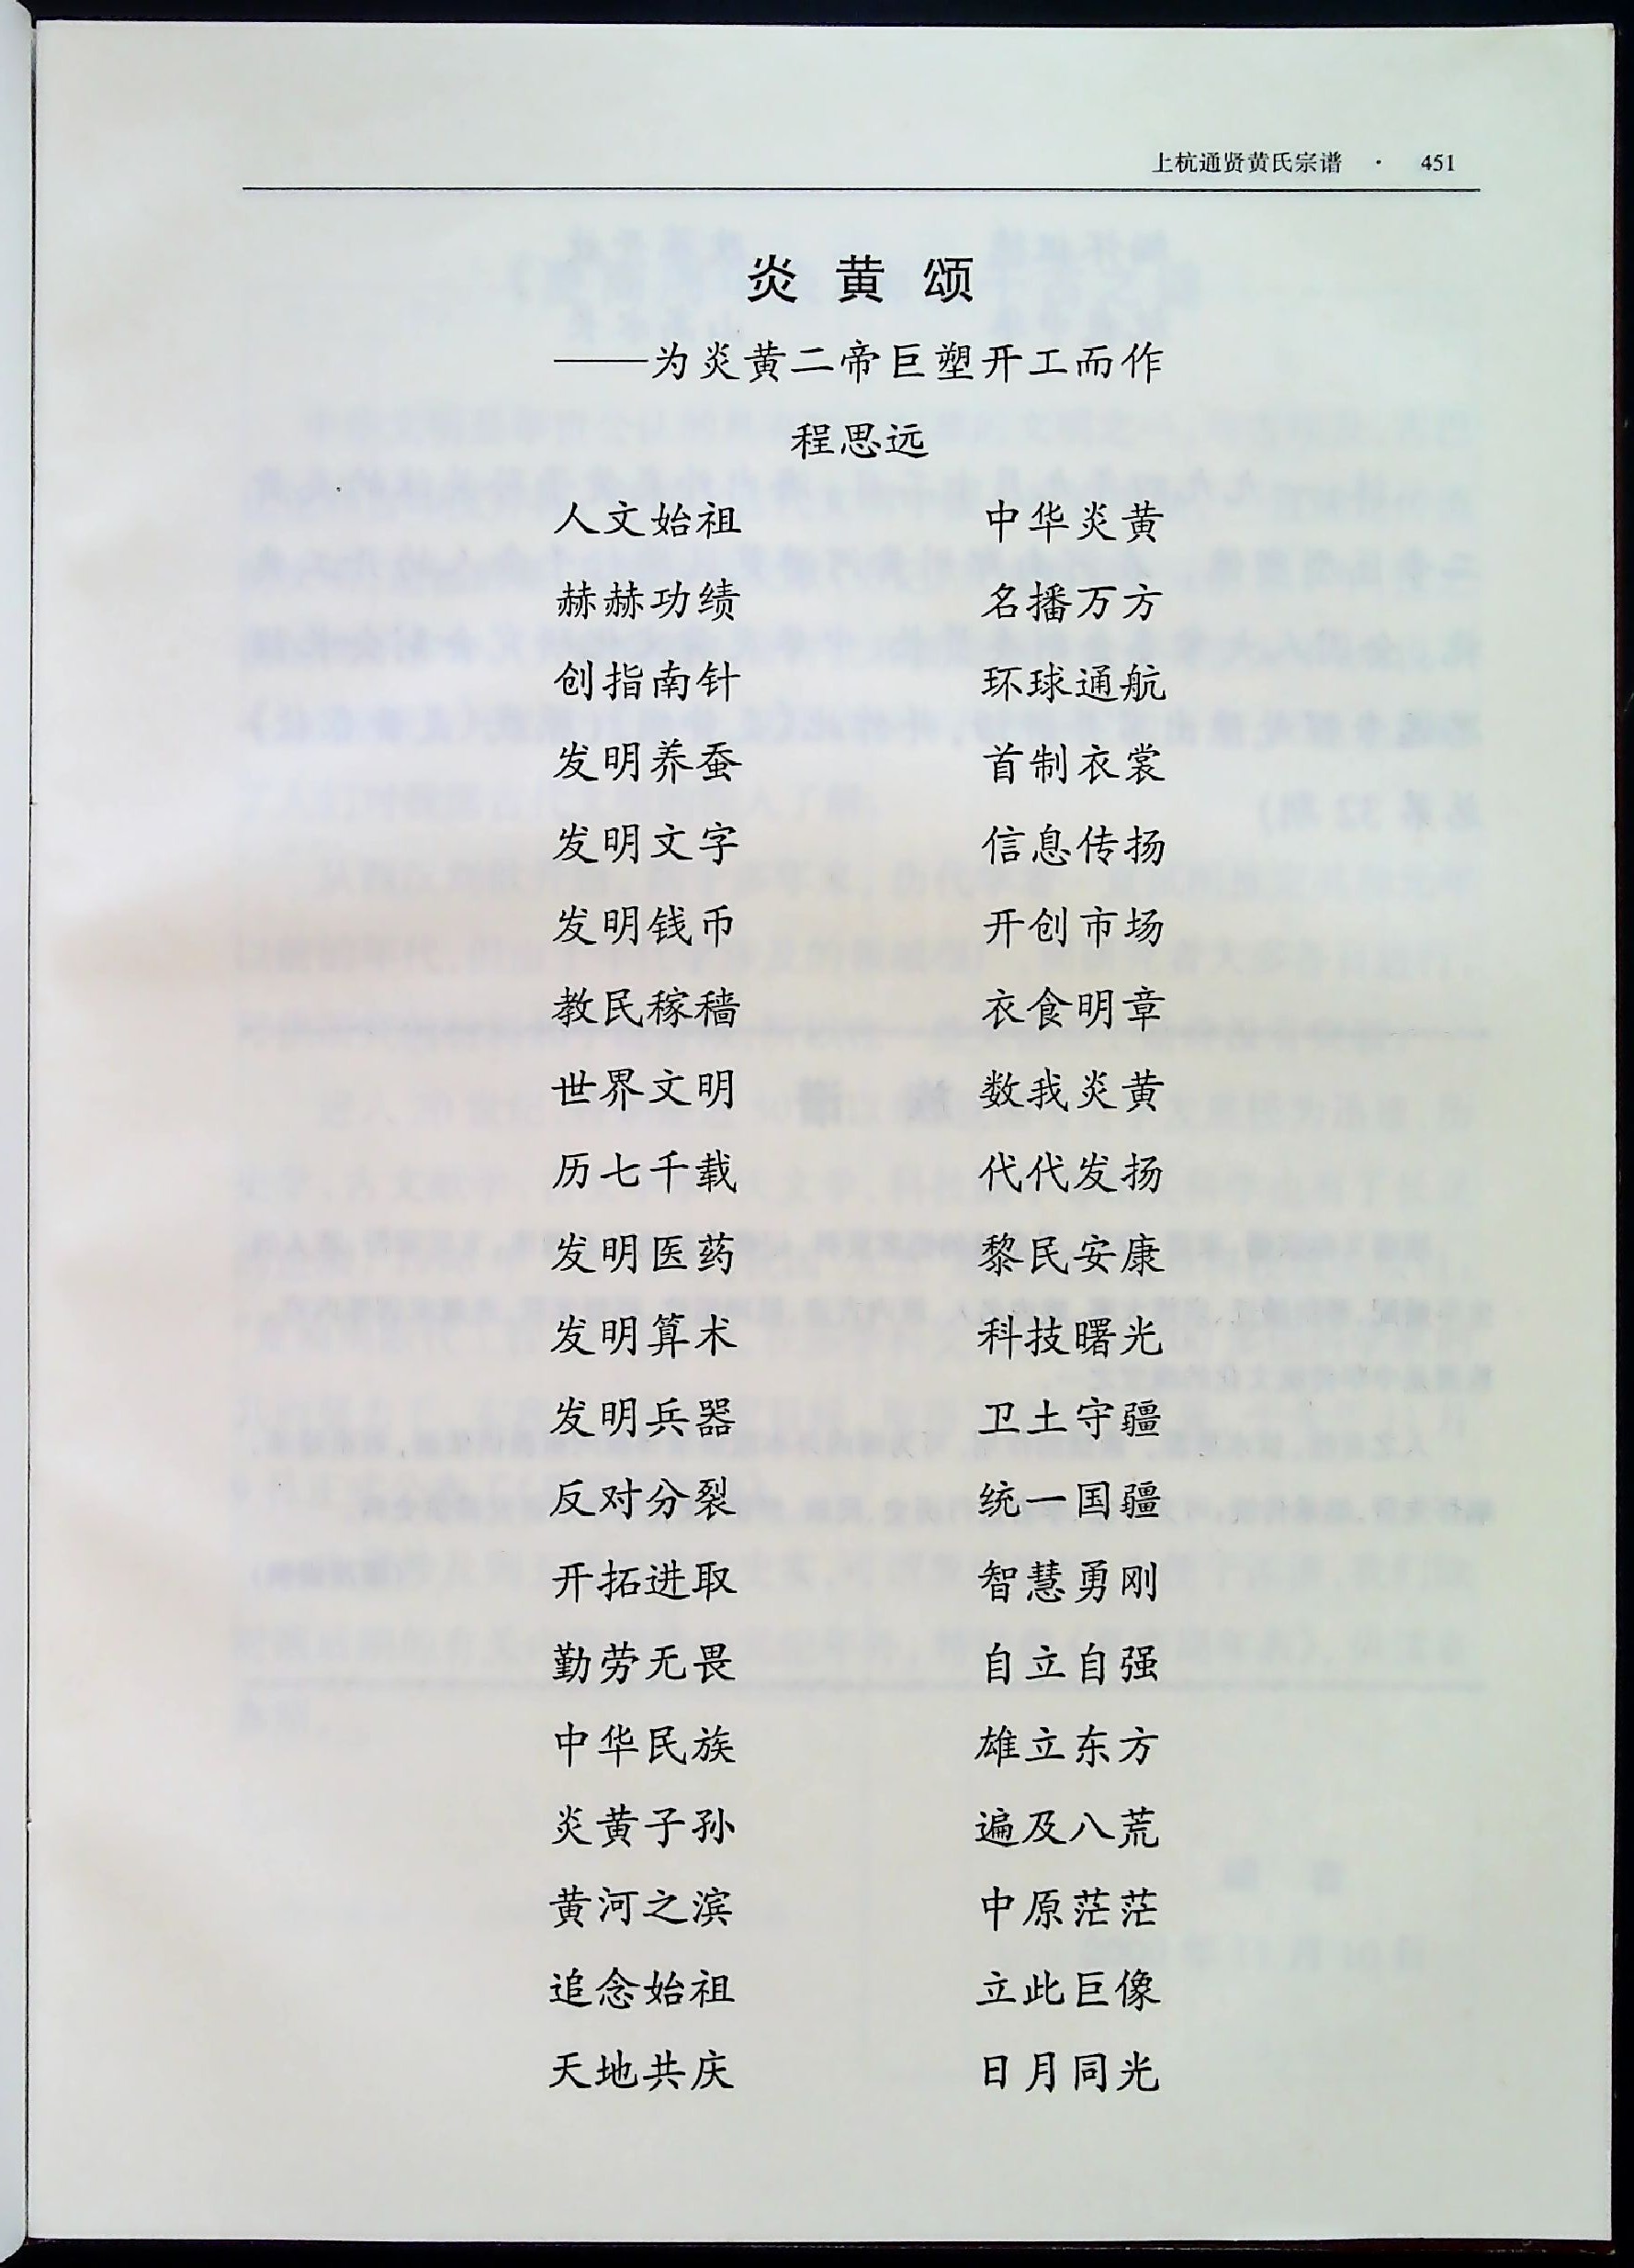 上杭通贤黄氏宗谱 · 451
炎黄颂
——为炎黄二帝巨塑开工而作
程思远
人文始祖 中华炎黄
赫赫功绩 名播万方
创指南针 环球通航
发明养蚕 首制衣裳
发明文字 信息传扬
发明钱币 开创市场
教民稼穑 衣食明章
世界文明 数我炎黄
历七千载 代代发扬
发明医药 黎民安康
发明算术 科技曙光
发明兵器 卫土守疆
反对分裂 统一国疆
开拓进取 智慧勇刚
勤劳无畏 自立自强
中华民族 雄立东方
炎黄子孙 遍及八荒
黄河之滨 中原茫茫
追念始祖 立此巨像
天地共庆 日月同光